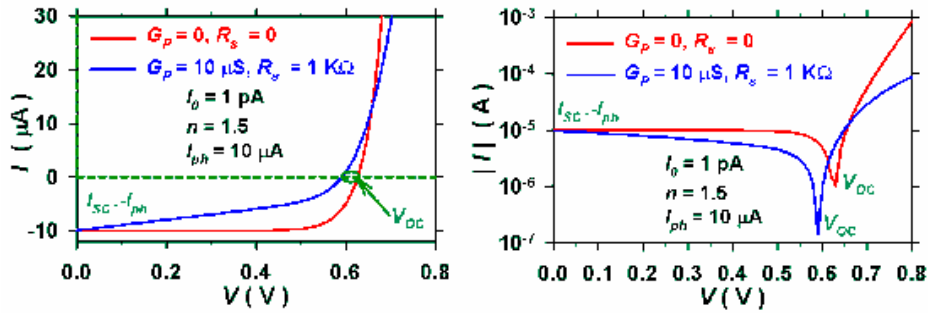 30
20
10
0
-10
I (μA)
G_p = 0, R_s = 0
G_p = 10 μS, R_s = 1 KΩ
I_0 = 1 pA
n = 1.5
I_ph = 10 μA
I_SC~-I_ph
V_OC
0.0 0.2 0.4 0.6 0.8
V ( V )
10^-3
10^-4
10^-5
10^-6
10^-7
| I | ( A )
G_p = 0, R_s = 0
G_p = 10 μS, R_s = 1 KΩ
I_SC~-I_ph
I_0 = 1 pA
n = 1.5
I_ph = 10 μA
V_OC
V_OC
0.0 0.1 0.2 0.3 0.4 0.5 0.6 0.7 0.8
V ( V )